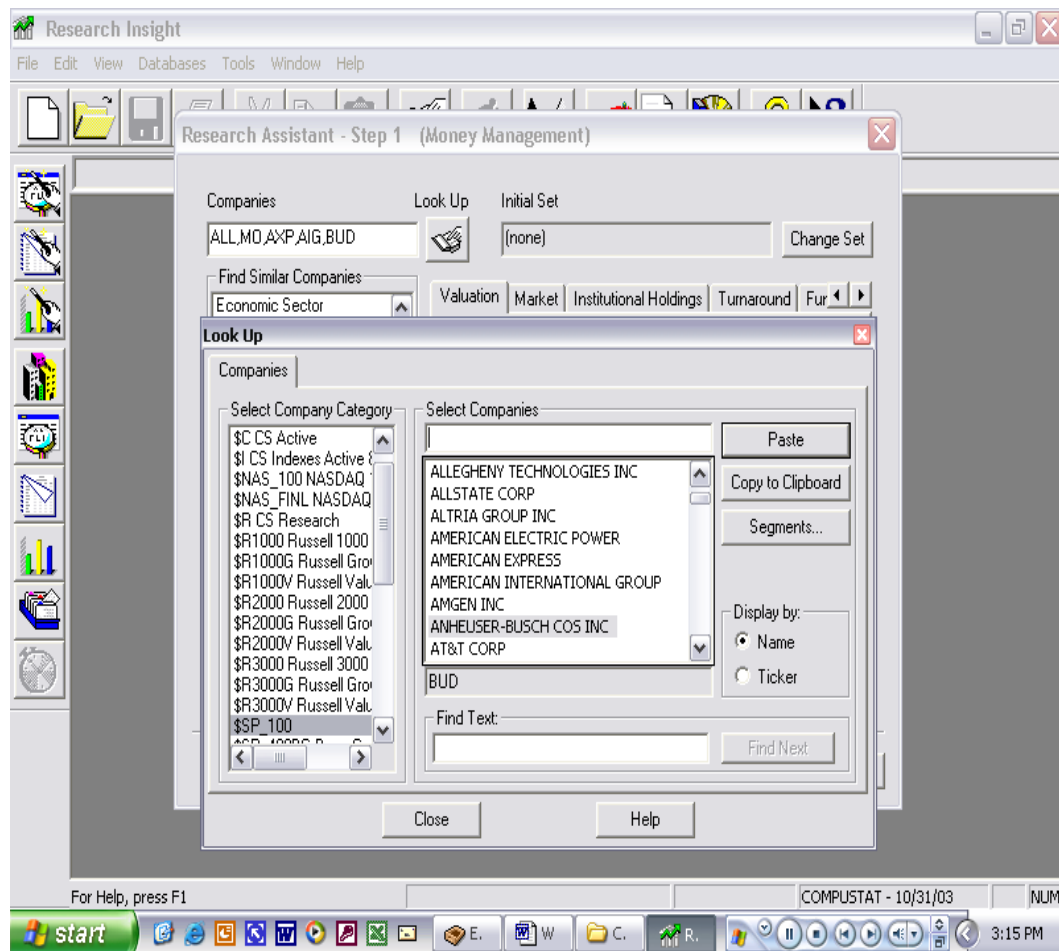 Research Insight
File Edit View Databases Tools Window Help
Research Assistant - Step 1 (Money Management)
Companies Look Up Initial Set
ALL,MO,AXP,AIG,BUD (none) Change Set
Find Similar Companies
Economic Sector
Valuation Market Institutional Holdings Turnaround Fur
Look Up
Companies
Select Company Category
$C CS Active
$I CS Indexes Active
$NAS_100 NASDAQ
$NAS_FINL NASDAQ
$R CS Research
$R1000 Russell 1000
$R1000G Russell Gro
$R1000V Russell Valu
$R2000 Russell 2000
$R2000G Russell Gro
$R2000V Russell Valu
$R3000 Russell 3000
$R3000G Russell Gro
$R3000V Russell Valu
$SP_100
Select Companies
ALLEGHENY TECHNOLOGIES INC
ALLSTATE CORP
ALTRIA GROUP INC
AMERICAN ELECTRIC POWER
AMERICAN EXPRESS
AMERICAN INTERNATIONAL GROUP
AMGEN INC
ANHEUSER-BUSCH COS INC
AT&T CORP
BUD
Find Text:
Find Next
Paste
Copy to Clipboard
Segments...
Display by:
Name
Ticker
Close Help
For Help, press F1 COMPUSTAT - 10/31/03 NUM
start E. W C. R. 3:15 PM